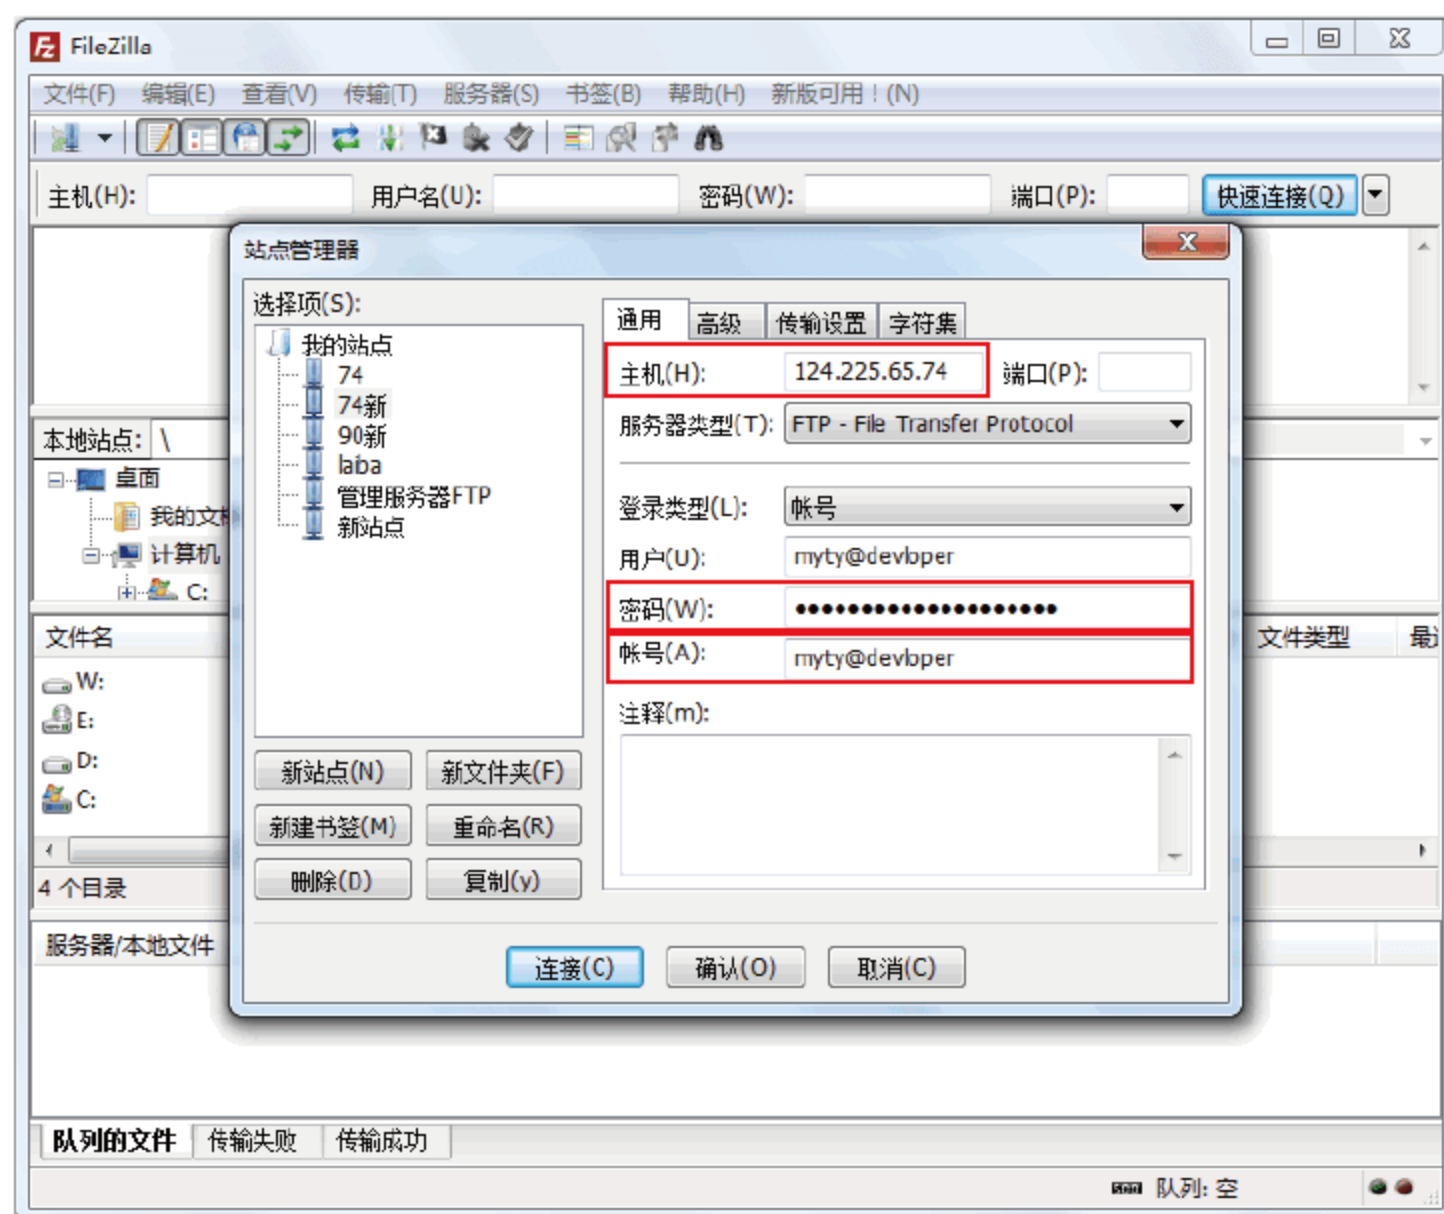 FileZilla
文件(F) 编辑(E) 查看(V) 传输(T) 服务器(S) 书签(B) 帮助(H) 新版可用！(N)
主机(H): 用户名(U): 密码(W): 端口(P): 快速连接(Q)
站点管理器
选择项(S):
我的站点
74
74新
90新
laba
管理服务器FTP
新站点
新站点(N) 新文件夹(F)
新建书签(M) 重命名(R)
删除(D) 复制(y)
通用 高级 传输设置 字符集
主机(H): 124.225.65.74 端口(P):
服务器类型(T): FTP - File Transfer Protocol
登录类型(L): 帐号
用户(U): myty@devloper
密码(W): ●●●●●●●●●●●●●●●●●●●●
帐号(A): myty@devloper
注释(m):
连接(C) 确认(O) 取消(C)
本地站点: \
桌面
我的文
计算机
C:
文件名 文件类型 最
W:
E:
D:
C:
4 个目录
服务器/本地文件
队列的文件 传输失败 传输成功
队列: 空